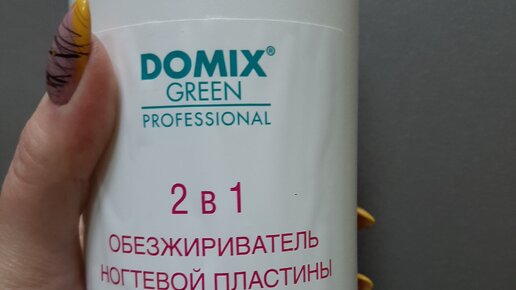 DOMIX®
GREEN
PROFESSIONAL
2 в 1
ОБЕЗЖИРИВАТЕЛЬ
НОГТЕВОЙ ПЛАСТИНЫ